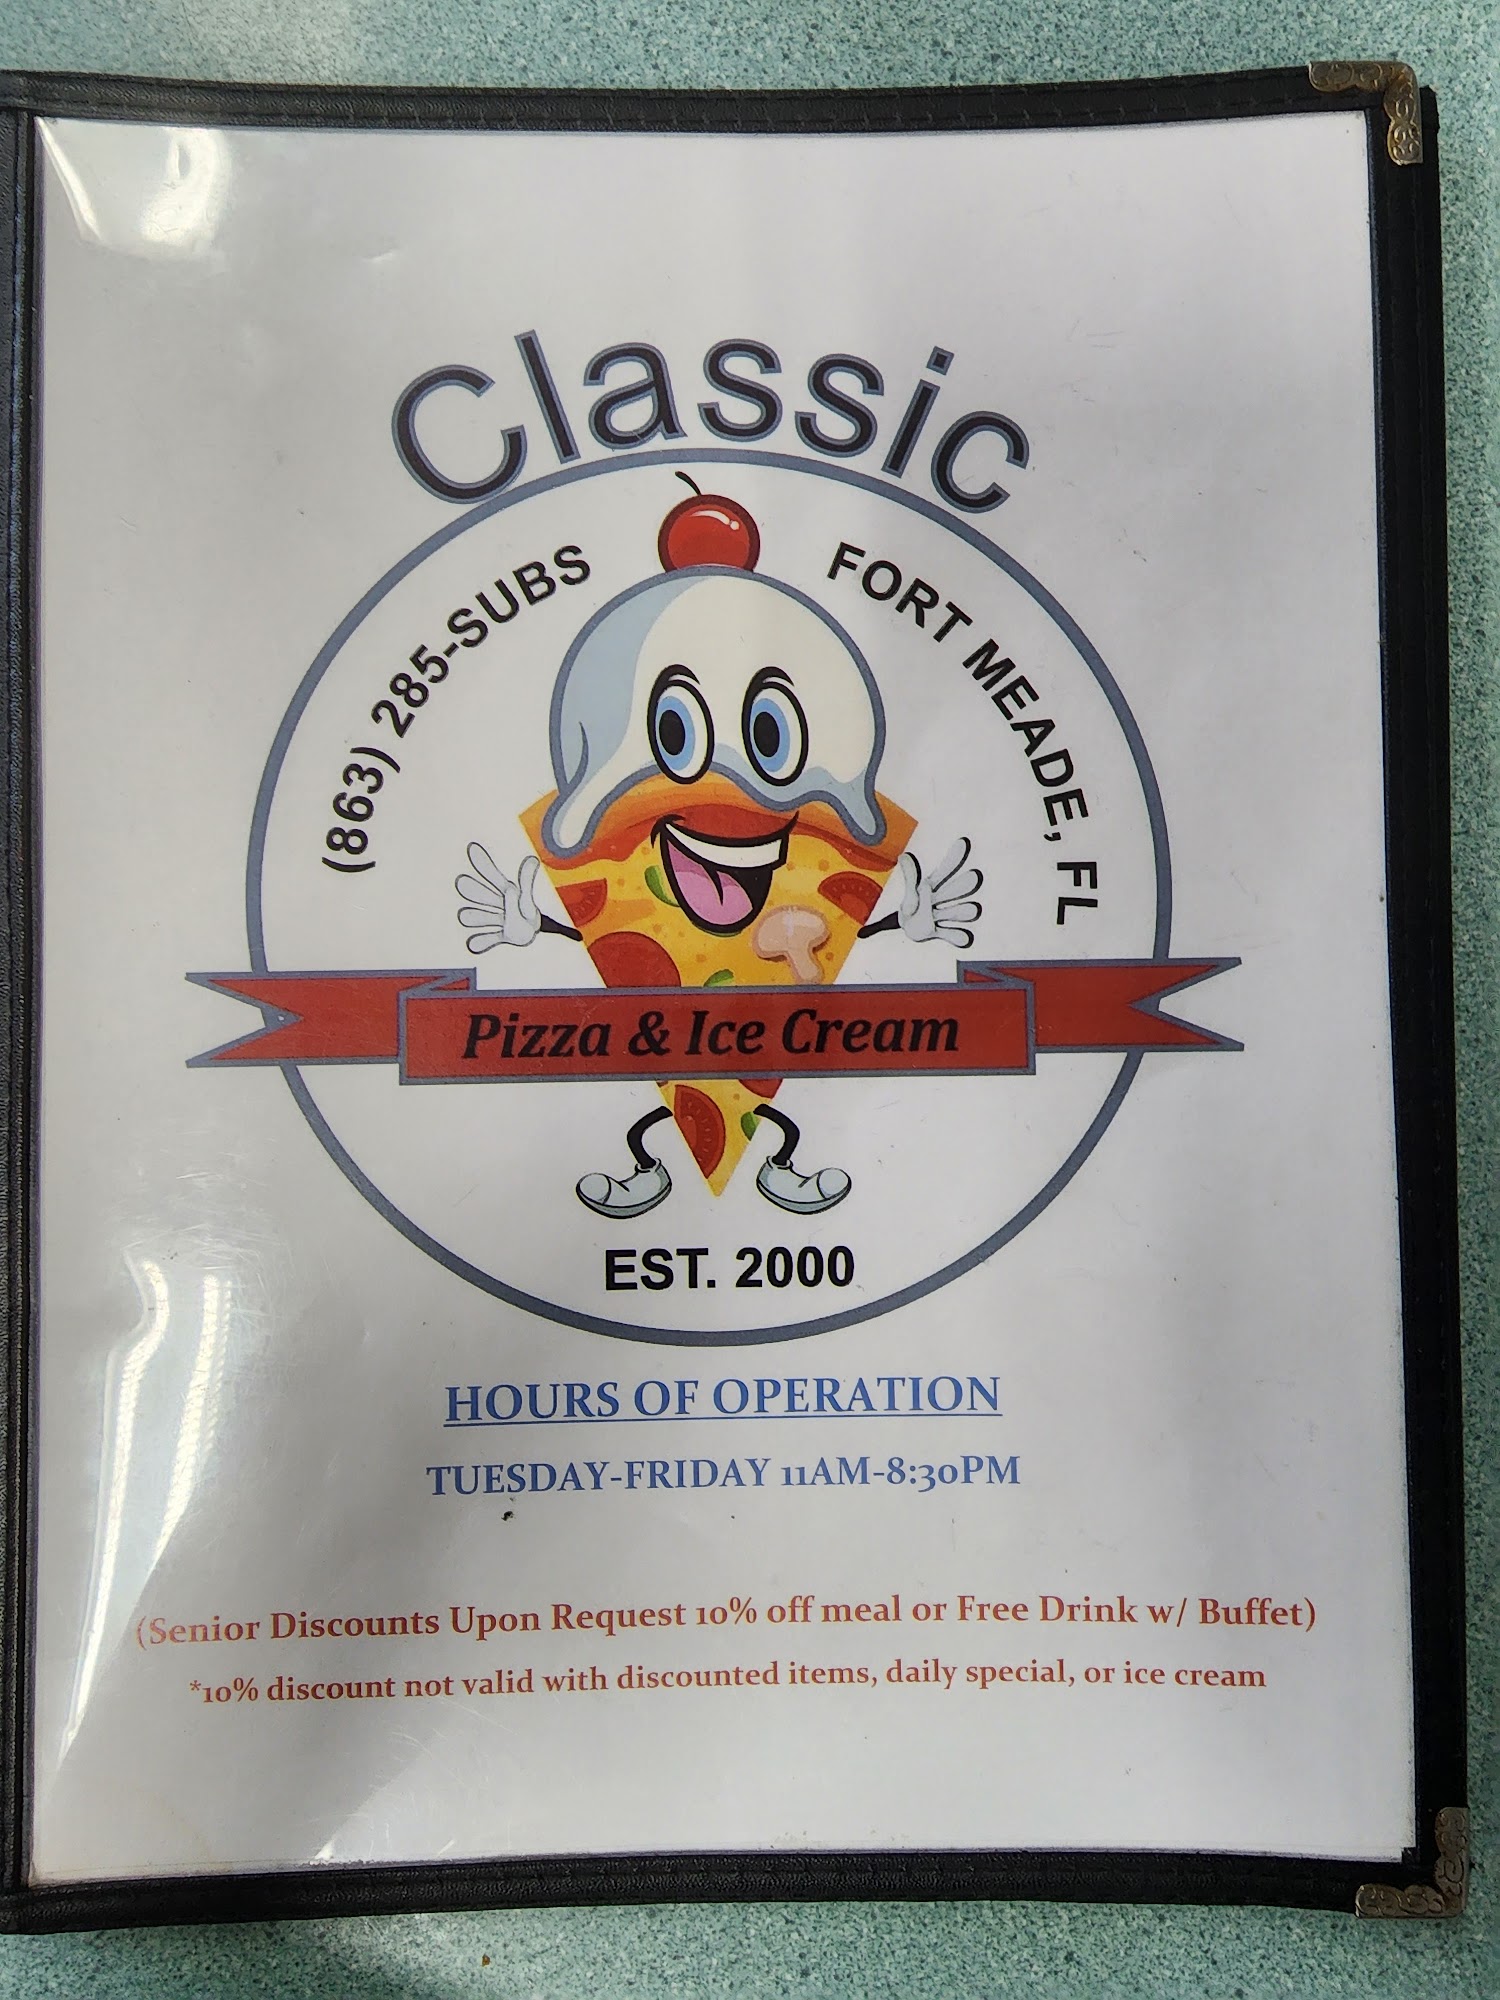 Classic
(863) 285-SUBS
FORT MEADE, FL
Pizza & Ice Cream
EST. 2000
HOURS OF OPERATION
TUESDAY-FRIDAY 11AM-8:30PM
(Senior Discounts Upon Request 10% off meal or Free Drink w/ Buffet)
*10% discount not valid with discounted items, daily special, or ice cream